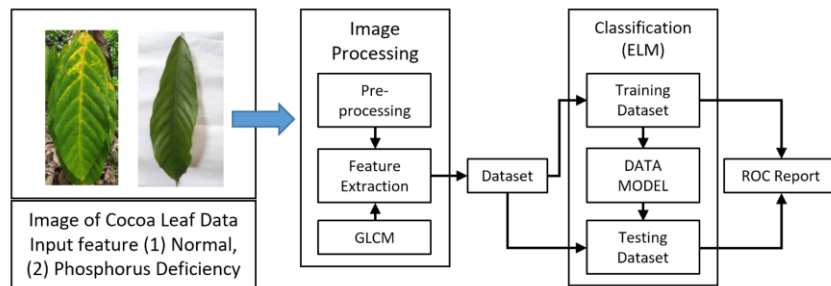 Image of Cocoa Leaf Data
Input feature (1) Normal,
(2) Phosphorus Deficiency
Image
Processing
Pre-
processing
Feature
Extraction
GLCM
Dataset
Classification
(ELM)
Training
Dataset
DATA
MODEL
Testing
Dataset
ROC Report